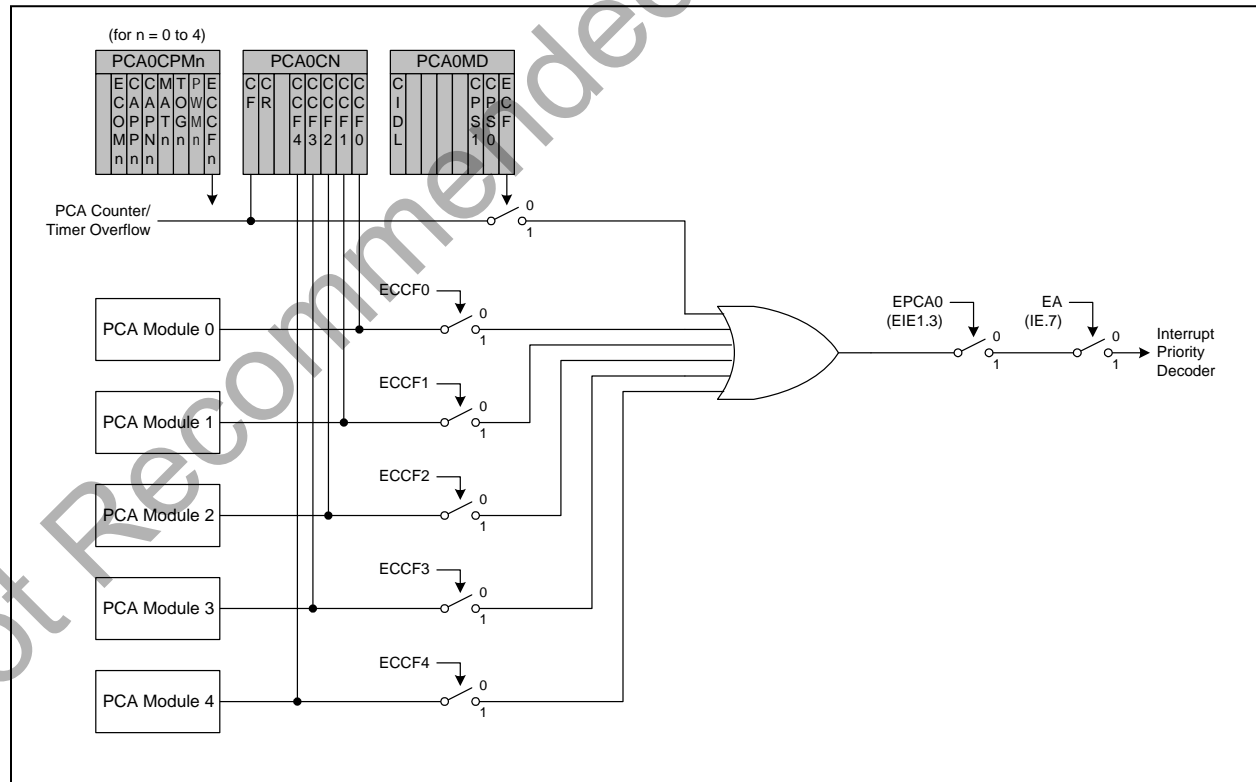 (for n = 0 to 4)
PCA0CPMn
ECOMn
CAPPn
CAPNn
MATn
TOGn
PWMn
ECCFn
PCA0CN
CF
CR
CCF4
CCF3
CCF2
CCF1
CCF0
PCA0MD
CIDL
CPS1
CPS0
ECF
PCA Counter/
Timer Overflow
0
1
PCA Module 0
ECCF0
0
1
EPCA0
(EIE1.3)
0
1
EA
(IE.7)
0
1
Interrupt
Priority
Decoder
PCA Module 1
ECCF1
0
1
PCA Module 2
ECCF2
0
1
PCA Module 3
ECCF3
0
1
PCA Module 4
ECCF4
0
1
Recommended